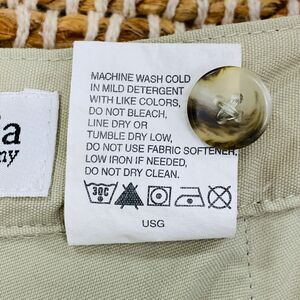 MACHINE WASH COLD
IN MILD DETERGENT
WITH LIKE COLORS,
DO NOT BLEACH,
LINE DRY OR
TUMBLE DRY LOW,
DO NOT USE FABRIC SOFTENER,
LOW IRON IF NEEDED,
DO NOT DRY CLEAN.
30C
USG